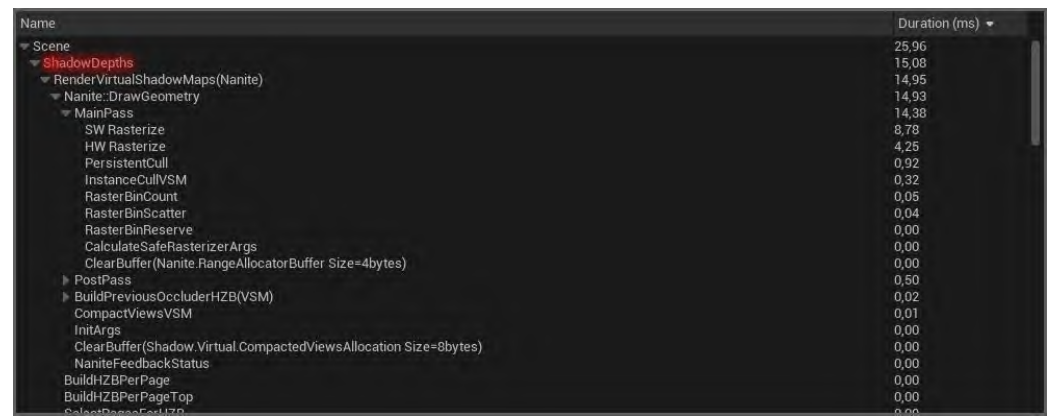 Name Duration (ms)
Scene 25,96
ShadowDepths 15,08
RenderVirtualShadowMaps(Nanite) 14,95
Nanite::DrawGeometry 14,93
MainPass 14,38
SW Rasterize 8,78
HW Rasterize 4,25
PersistentCull 0,92
InstanceCullVSM 0,32
RasterBinCount 0,05
RasterBinScatter 0,04
RasterBinReserve 0,00
CalculateSafeRasterizerArgs 0,00
ClearBuffer(Nanite.RangeAllocatorBuffer Size=4bytes) 0,00
PostPass 0,50
BuildPreviousOccluderHZB(VSM) 0,02
CompactViewsVSM 0,01
InitArgs 0,00
ClearBuffer(Shadow.Virtual.CompactedViewsAllocation Size=8bytes) 0,00
NaniteFeedbackStatus 0,00
BuildHZBPerPage 0,00
BuildHZBPerPageTop 0,00
SelectPagesForHZB 0,00